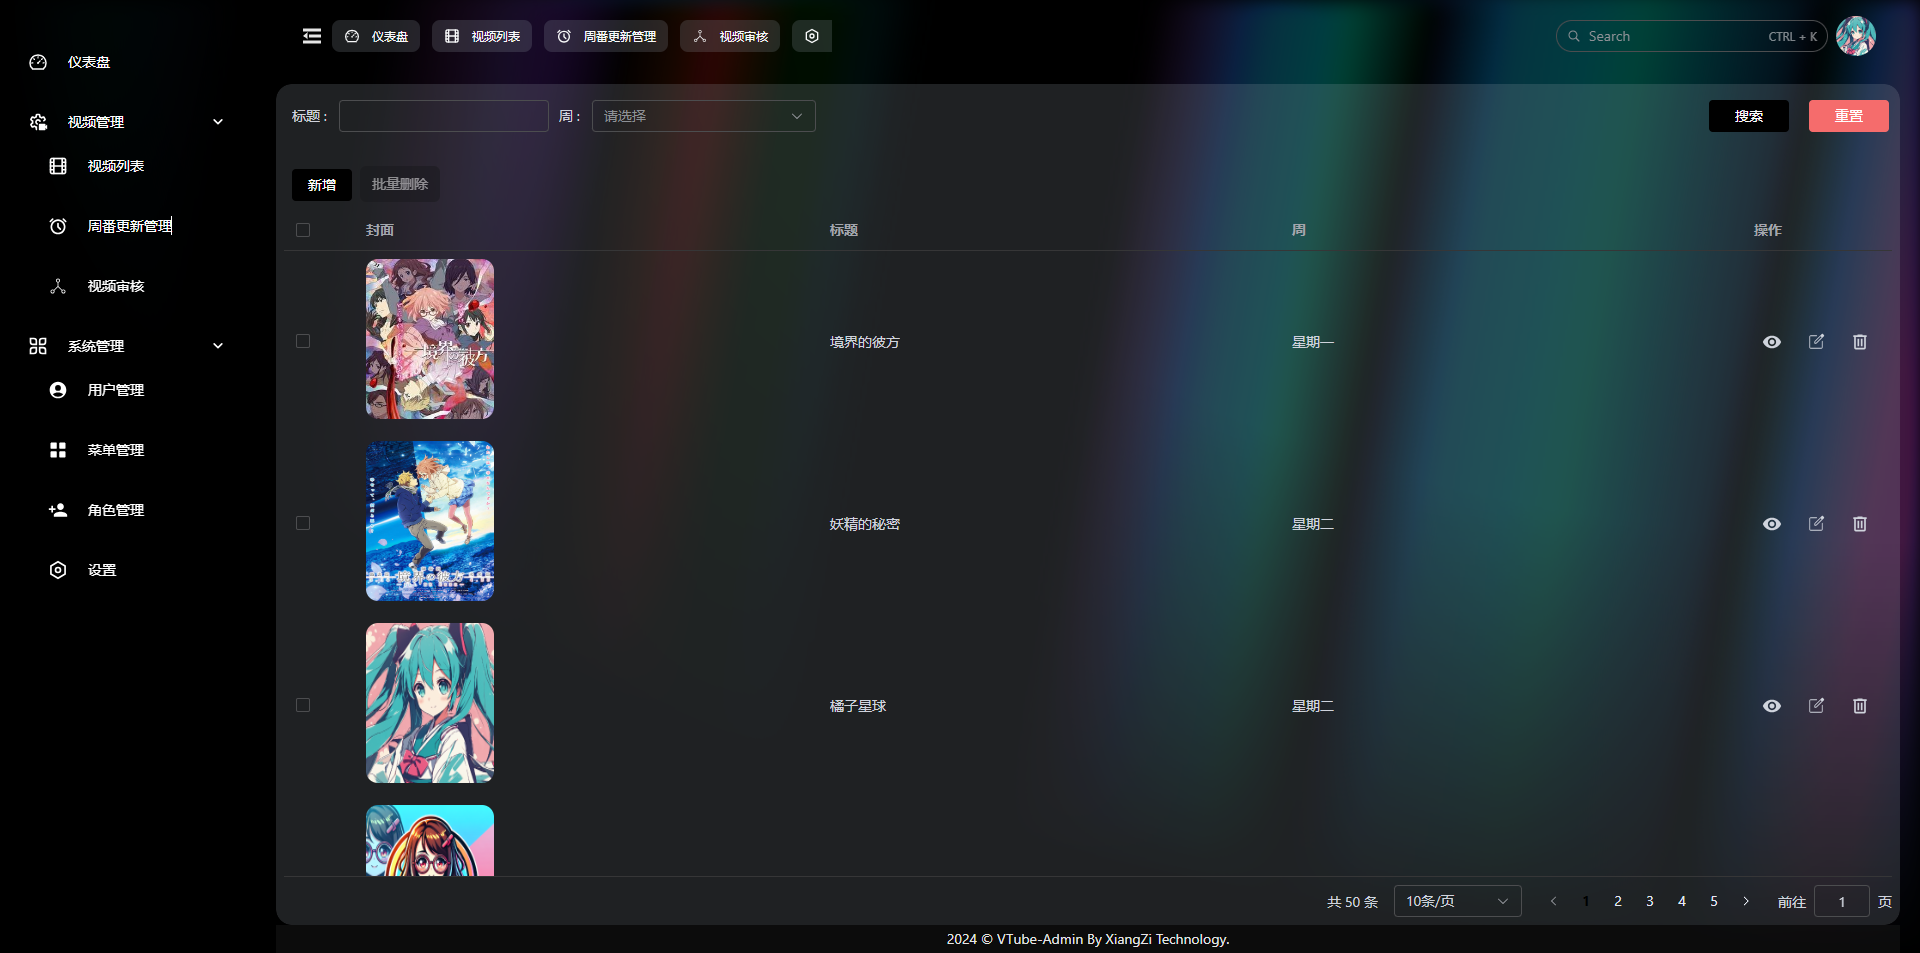 仪表盘
视频管理
视频列表
周番更新管理
视频审核
系统管理
用户管理
菜单管理
角色管理
设置
仪表盘
视频列表
周番更新管理
视频审核
Search
CTRL + K
标题：
周：
请选择
搜索
重置
新增
批量删除
封面
标题
周
操作
境界の彼方
境界的彼方
星期一
境界の彼方
妖精的秘密
星期二
橘子星球
星期二
共 50 条
10条/页
1
2
3
4
5
前往
1
页
2024 © VTube-Admin By XiangZi Technology.